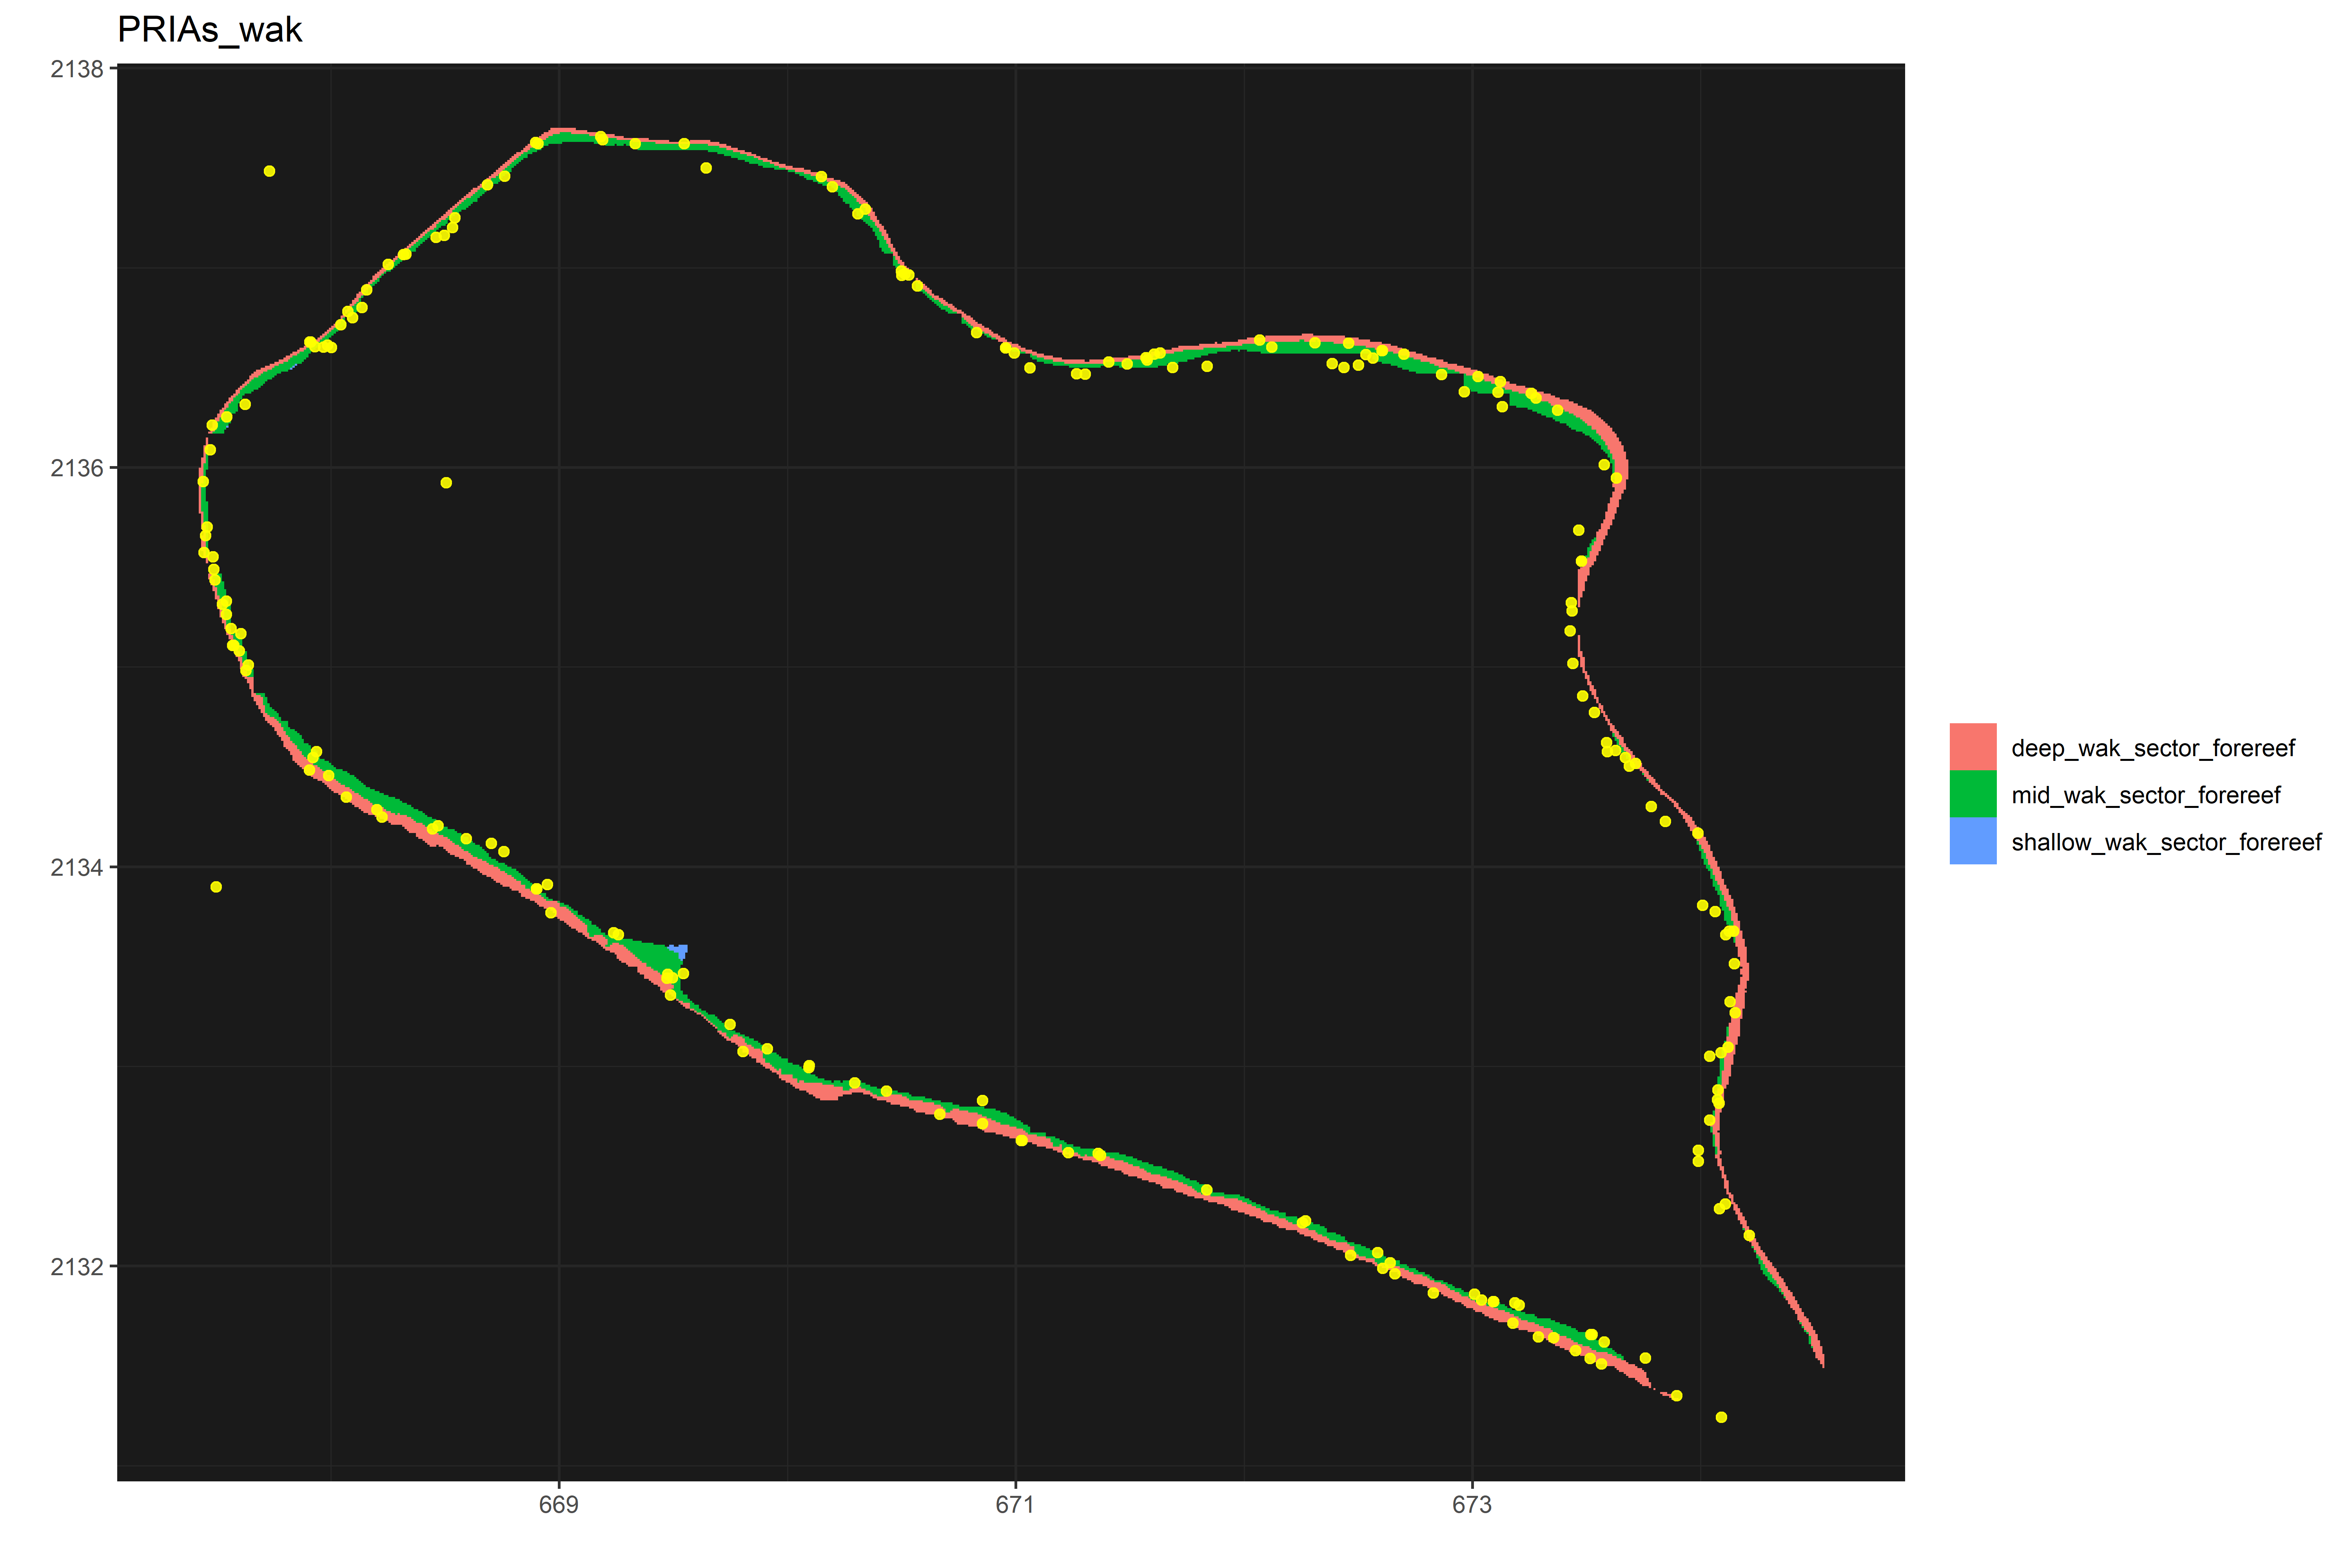 PRIAs_wak
2138
2136
2134
2132
669
671
673
deep_wak_sector_forereef
mid_wak_sector_forereef
shallow_wak_sector_forereef